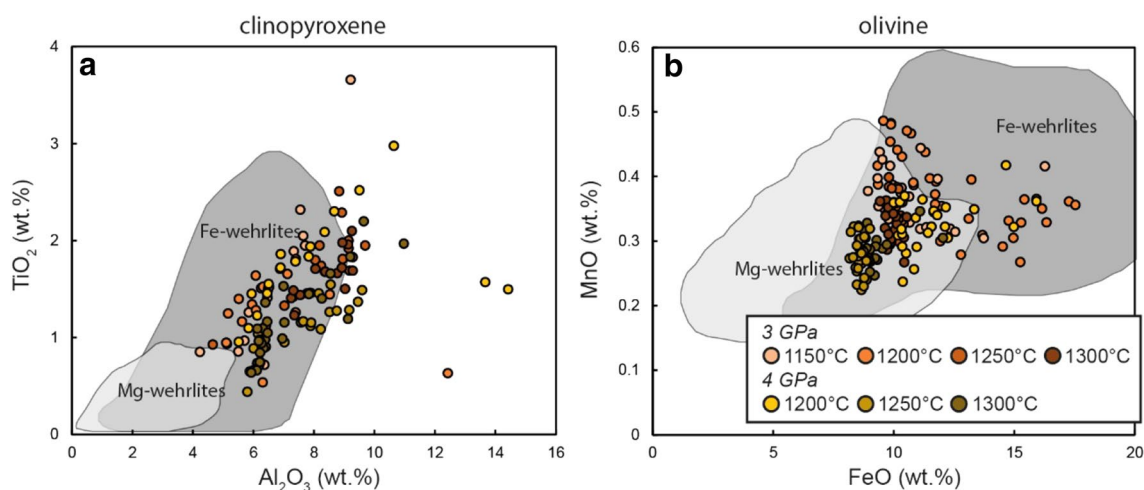 clinopyroxene
a
4
3
2
1
0
TiO₂ (wt.%)
Fe-wehrlites
Mg-wehrlites
0 2 4 6 8 10 12 14 16
Al₂O₃ (wt.%)
olivine
b
0.6
0.5
0.4
0.3
0.2
0.1
0
MnO (wt.%)
Fe-wehrlites
Mg-wehrlites
3 GPa
1150°C 1200°C 1250°C 1300°C
4 GPa
1200°C 1250°C 1300°C
0 5 10 15 20
FeO (wt.%)